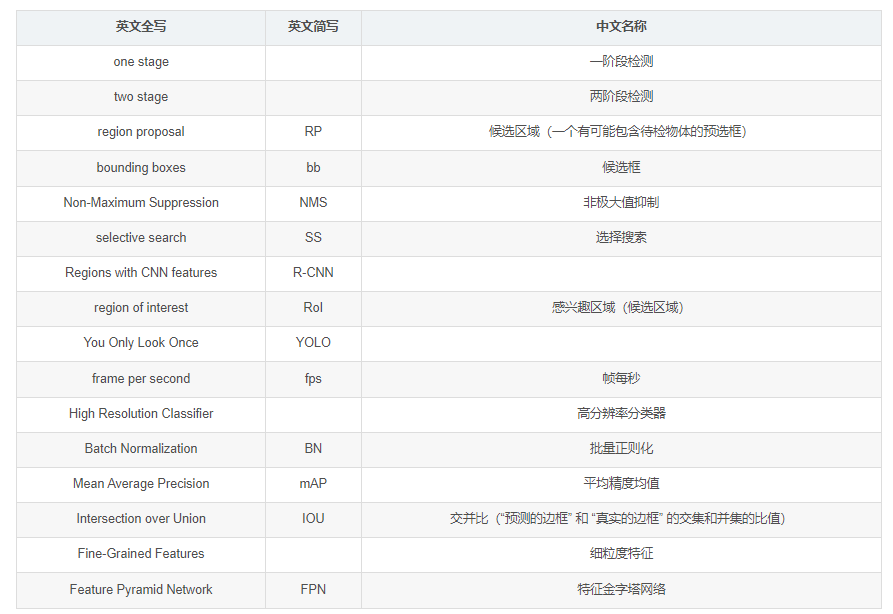 英文全写 英文简写 中文名称
one stage 一阶段检测
two stage 两阶段检测
region proposal RP 候选区域（一个有可能包含待检物体的预选框）
bounding boxes bb 候选框
Non-Maximum Suppression NMS 非极大值抑制
selective search SS 选择搜索
Regions with CNN features R-CNN
region of interest RoI 感兴趣区域（候选区域）
You Only Look Once YOLO
frame per second fps 帧每秒
High Resolution Classifier 高分辨率分类器
Batch Normalization BN 批量正则化
Mean Average Precision mAP 平均精度均值
Intersection over Union IOU 交并比（“预测的边框” 和 “真实的边框” 的交集和并集的比值）
Fine-Grained Features 细粒度特征
Feature Pyramid Network FPN 特征金字塔网络